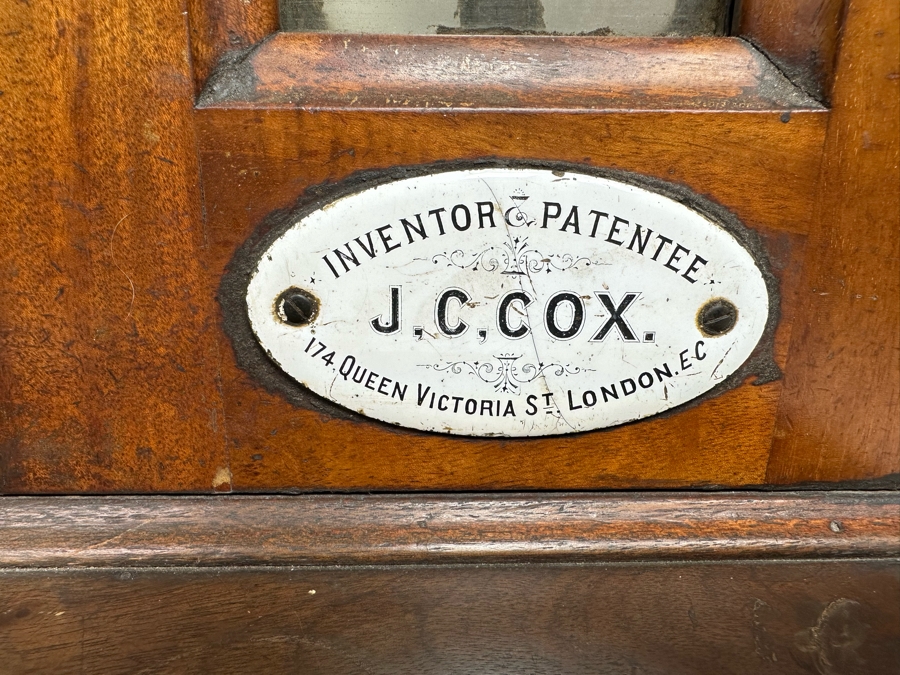 INVENTOR & PATENTEE
J.C.COX.
174.QUEEN VICTORIA ST. LONDON.E.C